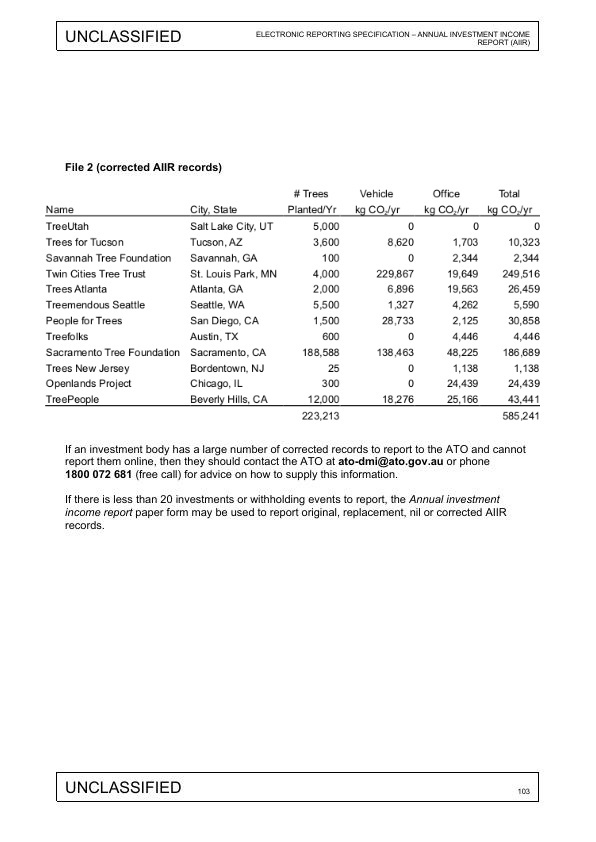 UNCLASSIFIED
ELECTRONIC REPORTING SPECIFICATION – ANNUAL INVESTMENT INCOME
REPORT (AIIR)
File 2 (corrected AIIR records)
# Trees Vehicle Office Total
Name City, State Planted/Yr kg CO₂/yr kg CO₂/yr kg CO₂/yr
TreeUtah Salt Lake City, UT 5,000 0 0 0
Trees for Tucson Tucson, AZ 3,600 8,620 1,703 10,323
Savannah Tree Foundation Savannah, GA 100 0 2,344 2,344
Twin Cities Tree Trust St. Louis Park, MN 4,000 229,867 19,649 249,516
Trees Atlanta Atlanta, GA 2,000 6,896 19,563 26,459
Treemendous Seattle Seattle, WA 5,500 1,327 4,262 5,590
People for Trees San Diego, CA 1,500 28,733 2,125 30,858
Treefolks Austin, TX 600 0 4,446 4,446
Sacramento Tree Foundation Sacramento, CA 188,588 138,463 48,225 186,689
Trees New Jersey Bordentown, NJ 25 0 1,138 1,138
Openlands Project Chicago, IL 300 0 24,439 24,439
TreePeople Beverly Hills, CA 12,000 18,276 25,166 43,441
223,213 585,241
If an investment body has a large number of corrected records to report to the ATO and cannot
report them online, then they should contact the ATO at ato-dmi@ato.gov.au or phone
1800 072 681 (free call) for advice on how to supply this information.
If there is less than 20 investments or withholding events to report, the Annual investment
income report paper form may be used to report original, replacement, nil or corrected AIIR
records.
UNCLASSIFIED
103